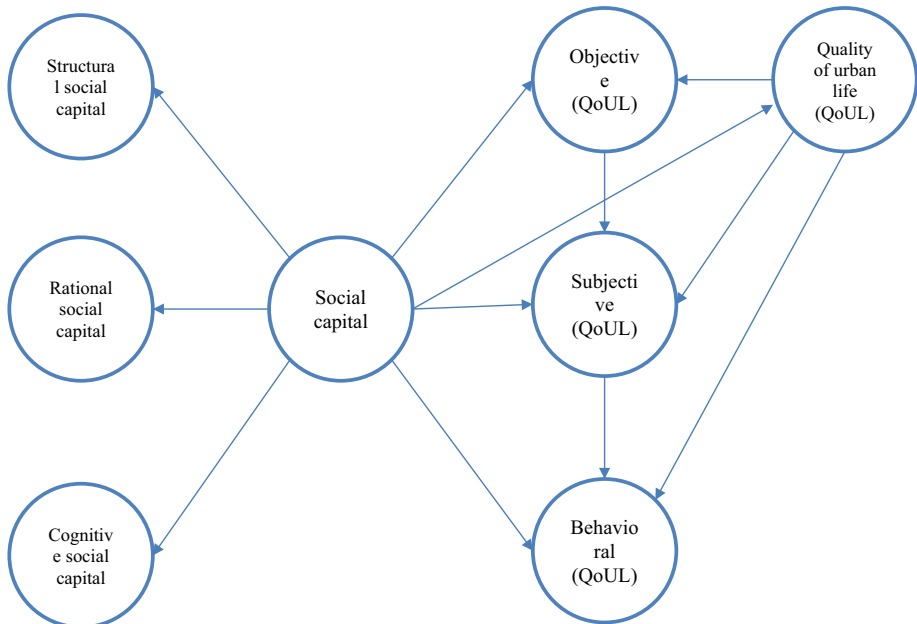 Structura
l social
capital
Objectiv
e
(QoUL)
Quality
of urban
life
(QoUL)
Rational
social
capital
Social
capital
Subjecti
ve
(QoUL)
Cognitiv
e social
capital
Behavio
ral
(QoUL)